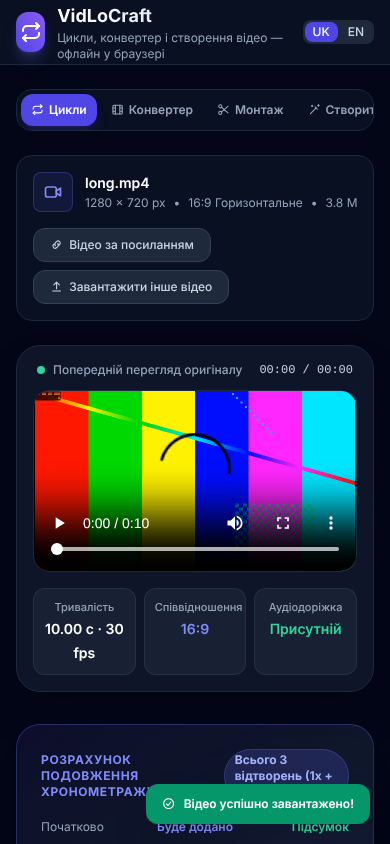 VidLoCraft
Цикли, конвертер і створення відео —
офлайн у браузері
UK EN
Цикли Конвертер Монтаж Створит
long.mp4
1280 × 720 px • 16:9 Горизонтальне • 3.8 М
Відео за посиланням
Завантажити інше відео
Попередній перегляд оригіналу 00:00 / 00:00
0:00 / 0:10
Тривалість Співвідношення Аудіодоріжка
10.00 с · 30 16:9 Присутній
fps
РОЗРАХУНОК
ПОДОВЖЕННЯ
Всього 3
відтворень (1x +
Відео успішно завантажено!
Початково Буде додано Підсумок